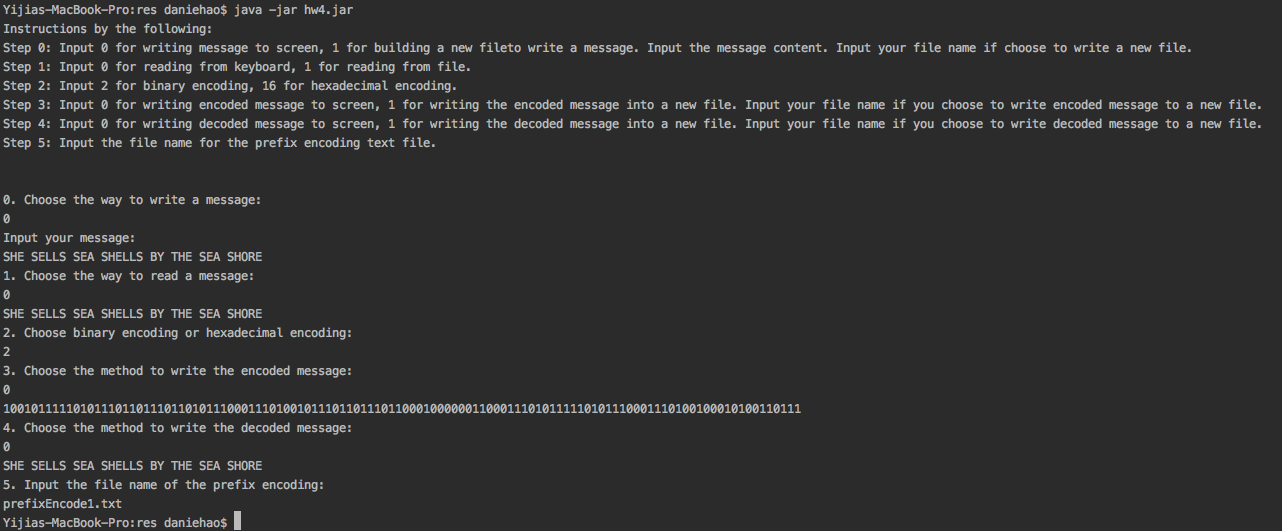 Yijias-MacBook-Pro:res daniehao$ java -jar hw4.jar
Instructions by the following:
Step 0: Input 0 for writing message to screen, 1 for building a new fileto write a message. Input the message content. Input your file name if choose to write a new file.
Step 1: Input 0 for reading from keyboard, 1 for reading from file.
Step 2: Input 2 for binary encoding, 16 for hexadecimal encoding.
Step 3: Input 0 for writing encoded message to screen, 1 for writing the encoded message into a new file. Input your file name if you choose to write encoded message to a new file.
Step 4: Input 0 for writing decoded message to screen, 1 for writing the decoded message into a new file. Input your file name if you choose to write decoded message to a new file.
Step 5: Input the file name for the prefix encoding text file.
0. Choose the way to write a message:
0
Input your message:
SHE SELLS SEA SHELLS BY THE SEA SHORE
1. Choose the way to read a message:
0
SHE SELLS SEA SHELLS BY THE SEA SHORE
2. Choose binary encoding or hexadecimal encoding:
2
3. Choose the method to write the encoded message:
0
100101111101011101101110110101110001110100101110110111011000100000011000111010111110101110001110100100010100110111
4. Choose the method to write the decoded message:
0
SHE SELLS SEA SHELLS BY THE SEA SHORE
5. Input the file name of the prefix encoding:
prefixEncode1.txt
Yijias-MacBook-Pro:res daniehao$